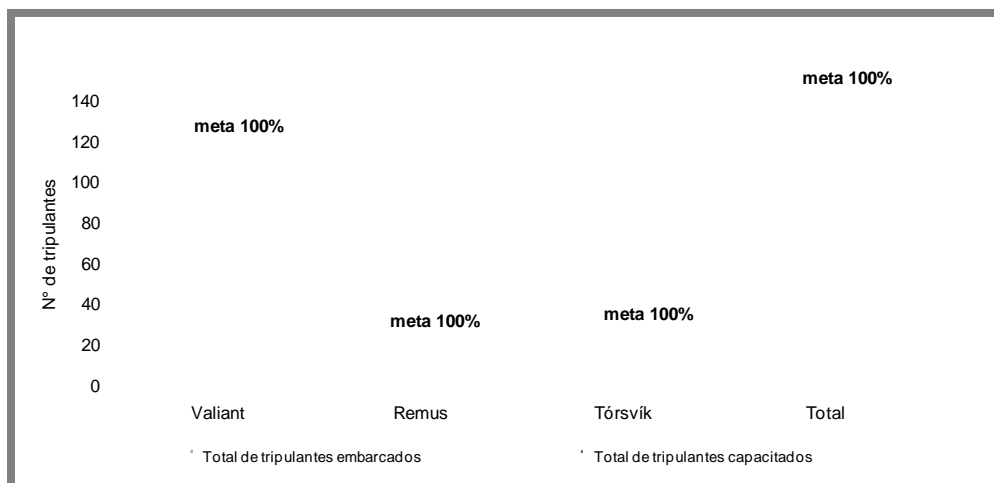 meta 100%
140
meta 100%
120
100
80
60
40
meta 100%
meta 100%
20
0
N° de tripulantes
Valiant Remus Tórsvík Total
Total de tripulantes embarcados Total de tripulantes capacitados